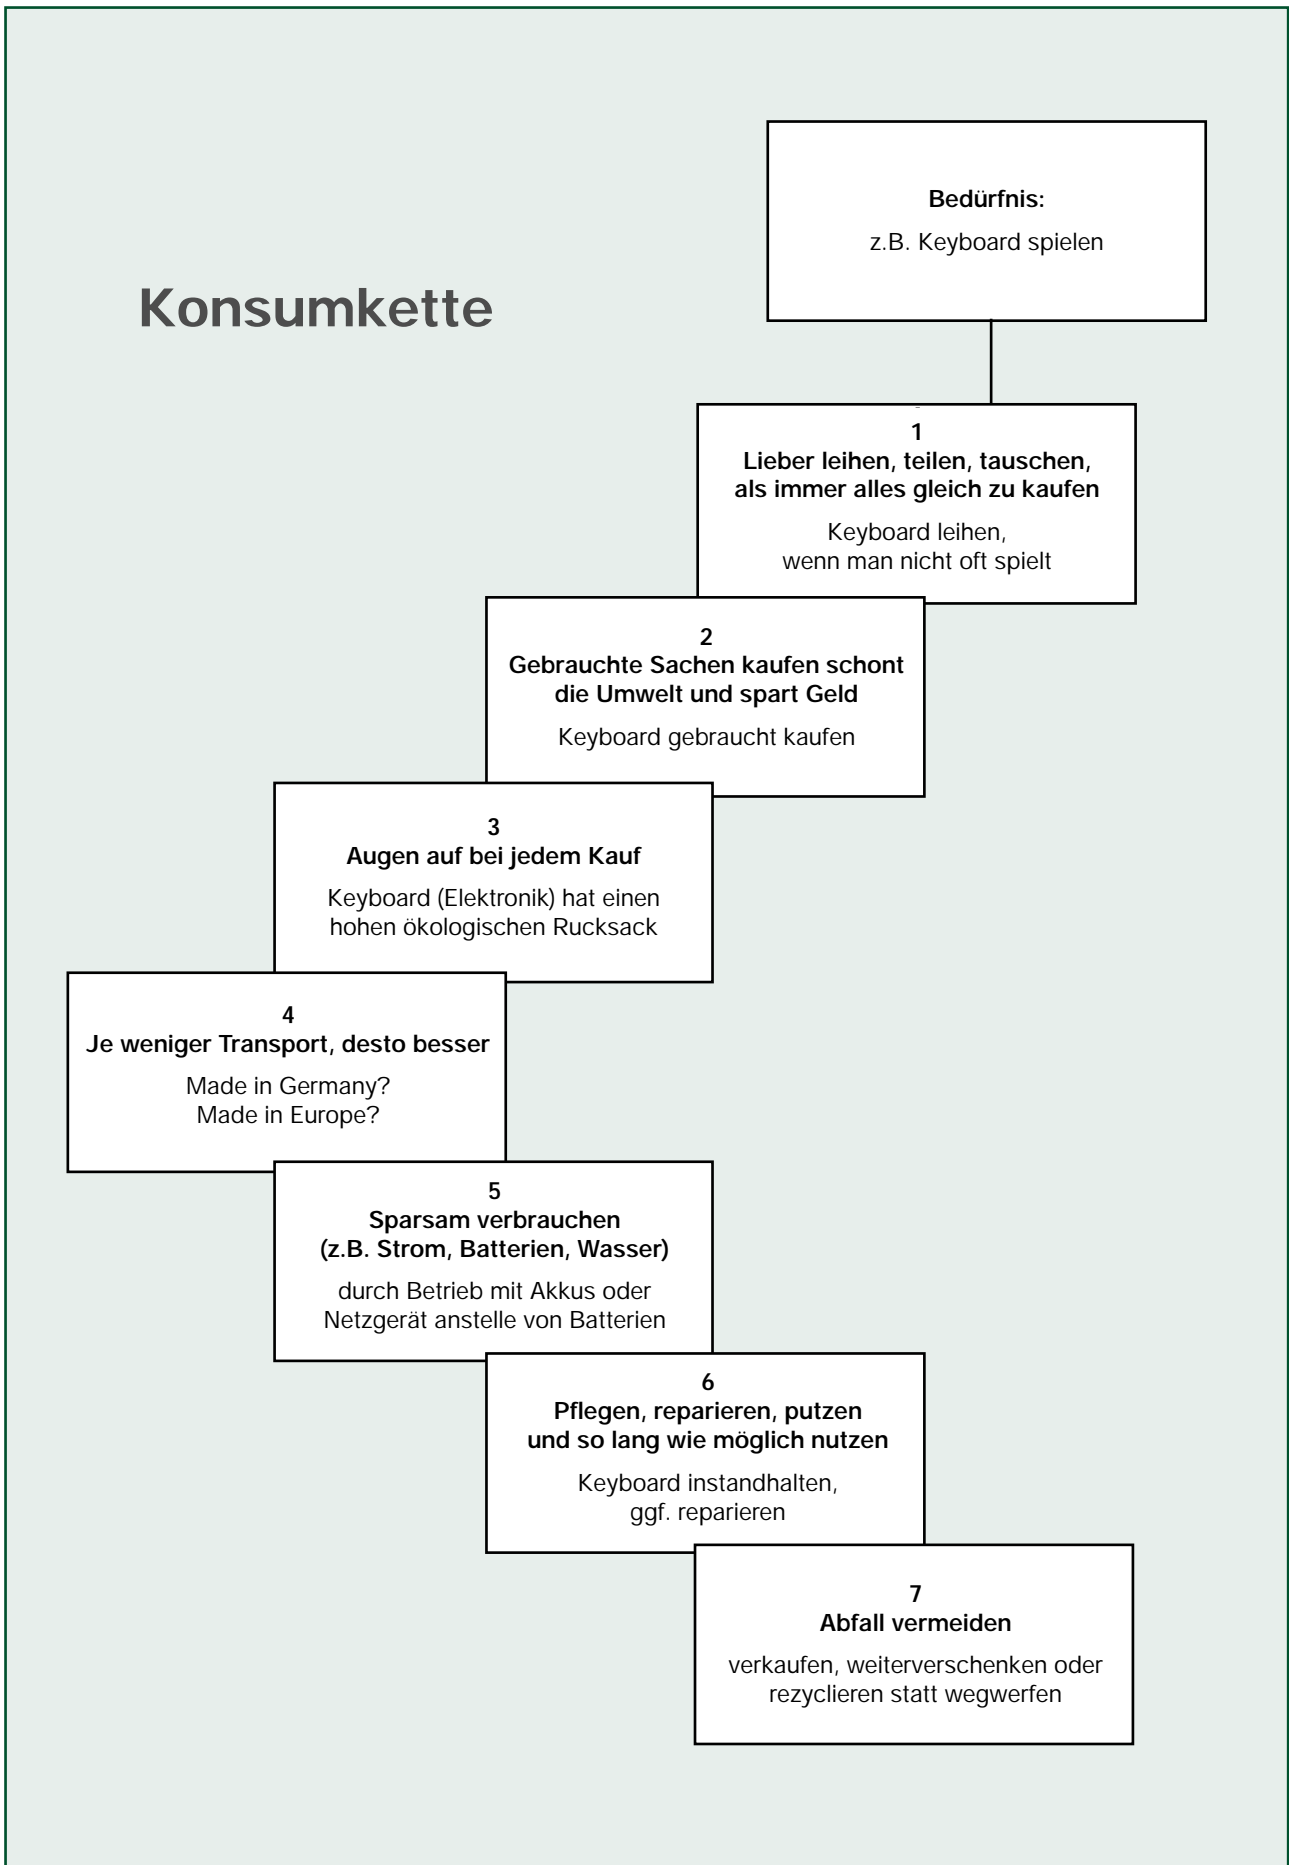 Konsumkette
Bedürfnis:
z.B. Keyboard spielen
1
Lieber leihen, teilen, tauschen,
als immer alles gleich zu kaufen
Keyboard leihen,
wenn man nicht oft spielt
2
Gebrauchte Sachen kaufen schont
die Umwelt und spart Geld
Keyboard gebraucht kaufen
3
Augen auf bei jedem Kauf
Keyboard (Elektronik) hat einen
hohen ökologischen Rucksack
4
Je weniger Transport, desto besser
Made in Germany?
Made in Europe?
5
Sparsam verbrauchen
(z.B. Strom, Batterien, Wasser)
durch Betrieb mit Akkus oder
Netzgerät anstelle von Batterien
6
Pflegen, reparieren, putzen
und so lang wie möglich nutzen
Keyboard instandhalten,
ggf. reparieren
7
Abfall vermeiden
verkaufen, weiterverschenken oder
rezyclieren statt wegwerfen